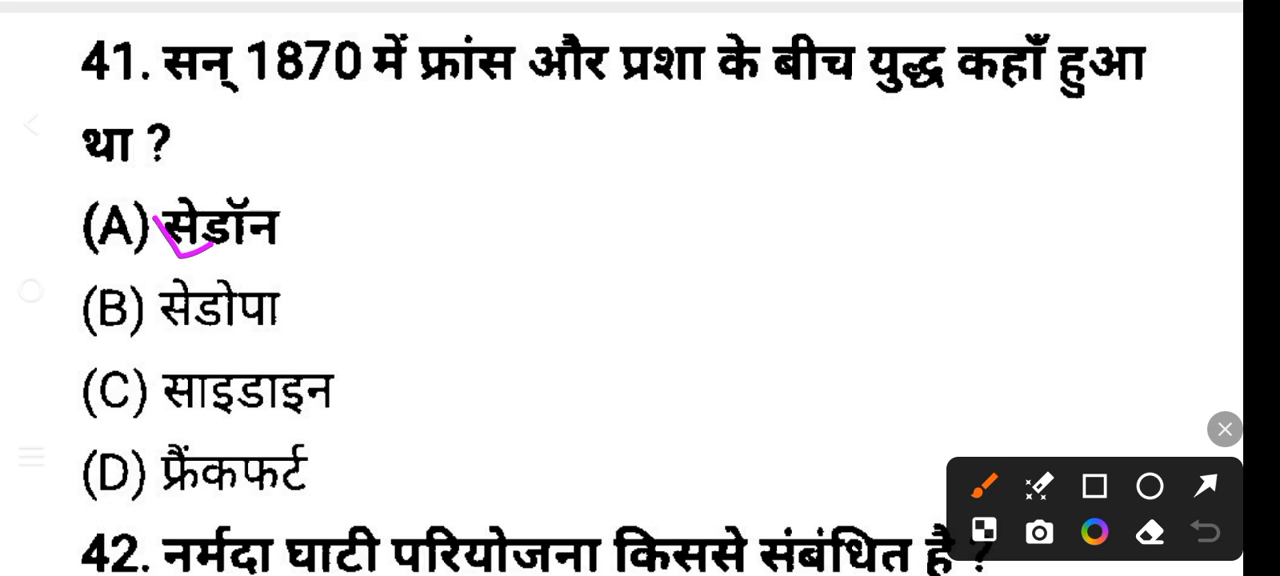 41. सन् 1870 में फ्रांस और प्रशा के बीच युद्ध कहाँ हुआ
था ?
(A) सेडॉन
(B) सेडोपा
(C) साइडाइन
(D) फ्रैंकफर्ट
42. नर्मदा घाटी परियोजना किससे संबंधित है ?